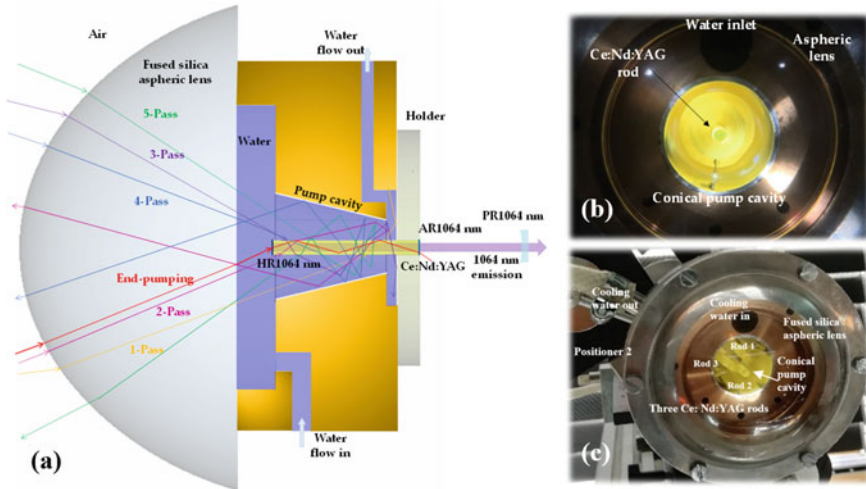 Air
Fused silica
aspheric lens
5-Pass
3-Pass
4-Pass
End-pumping
2-Pass
1-Pass
(a)
Water
flow out
Holder
Water
Pump cavity
HR1064 nm
AR1064 nm
PR1064 nm
1064 nm
emission
Ce:Nd:YAG
Water
flow in
Water inlet
Ce:Nd:YAG
rod
Aspheric
lens
Conical pump cavity
(b)
Cooling
water out
Positioner 2
Cooling
water in
Fused silica
aspheric lens
Rod 1
Rod 3
Rod 2
Conical
pump
cavity
Three Ce: Nd:YAG rods
(c)